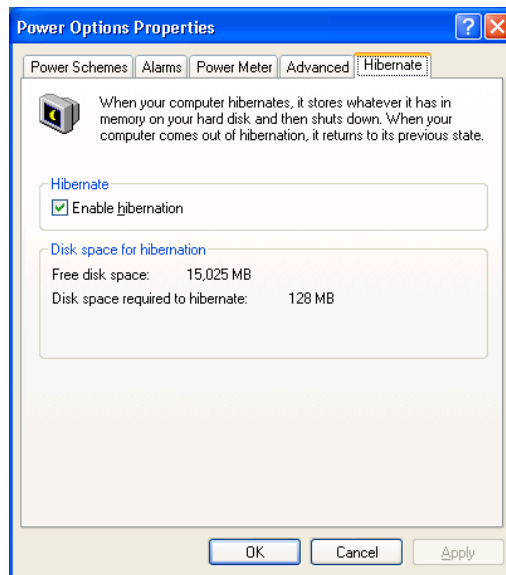 Power Options Properties
Power Schemes Alarms Power Meter Advanced Hibernate
When your computer hibernates, it stores whatever it has in
memory on your hard disk and then shuts down. When your
computer comes out of hibernation, it returns to its previous state.
Hibernate
Enable hibernation
Disk space for hibernation
Free disk space: 15,025 MB
Disk space required to hibernate: 128 MB
OK Cancel Apply